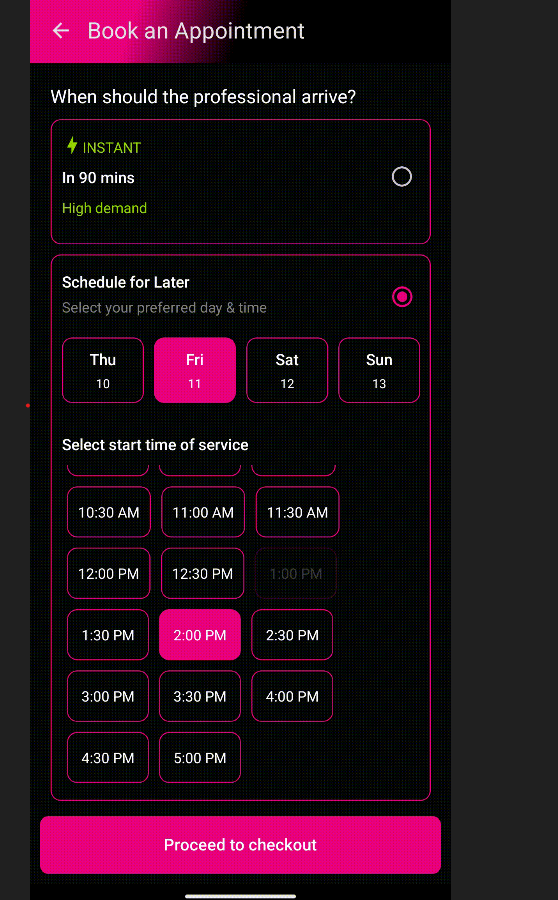 Book an Appointment
When should the professional arrive?
INSTANT
In 90 mins
High demand
Schedule for Later
Select your preferred day & time
Thu Fri Sat Sun
10 11 12 13
Select start time of service
10:30 AM 11:00 AM 11:30 AM
12:00 PM 12:30 PM 1:00 PM
1:30 PM 2:00 PM 2:30 PM
3:00 PM 3:30 PM 4:00 PM
4:30 PM 5:00 PM
Proceed to checkout